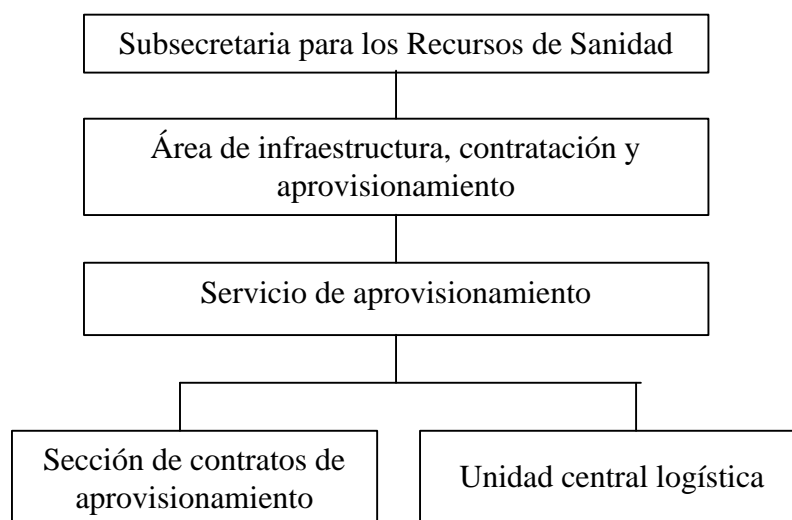 Subsecretaria para los Recursos de Sanidad
Área de infraestructura, contratación y
aprovisionamiento
Servicio de aprovisionamiento
Sección de contratos de
aprovisionamiento
Unidad central logística